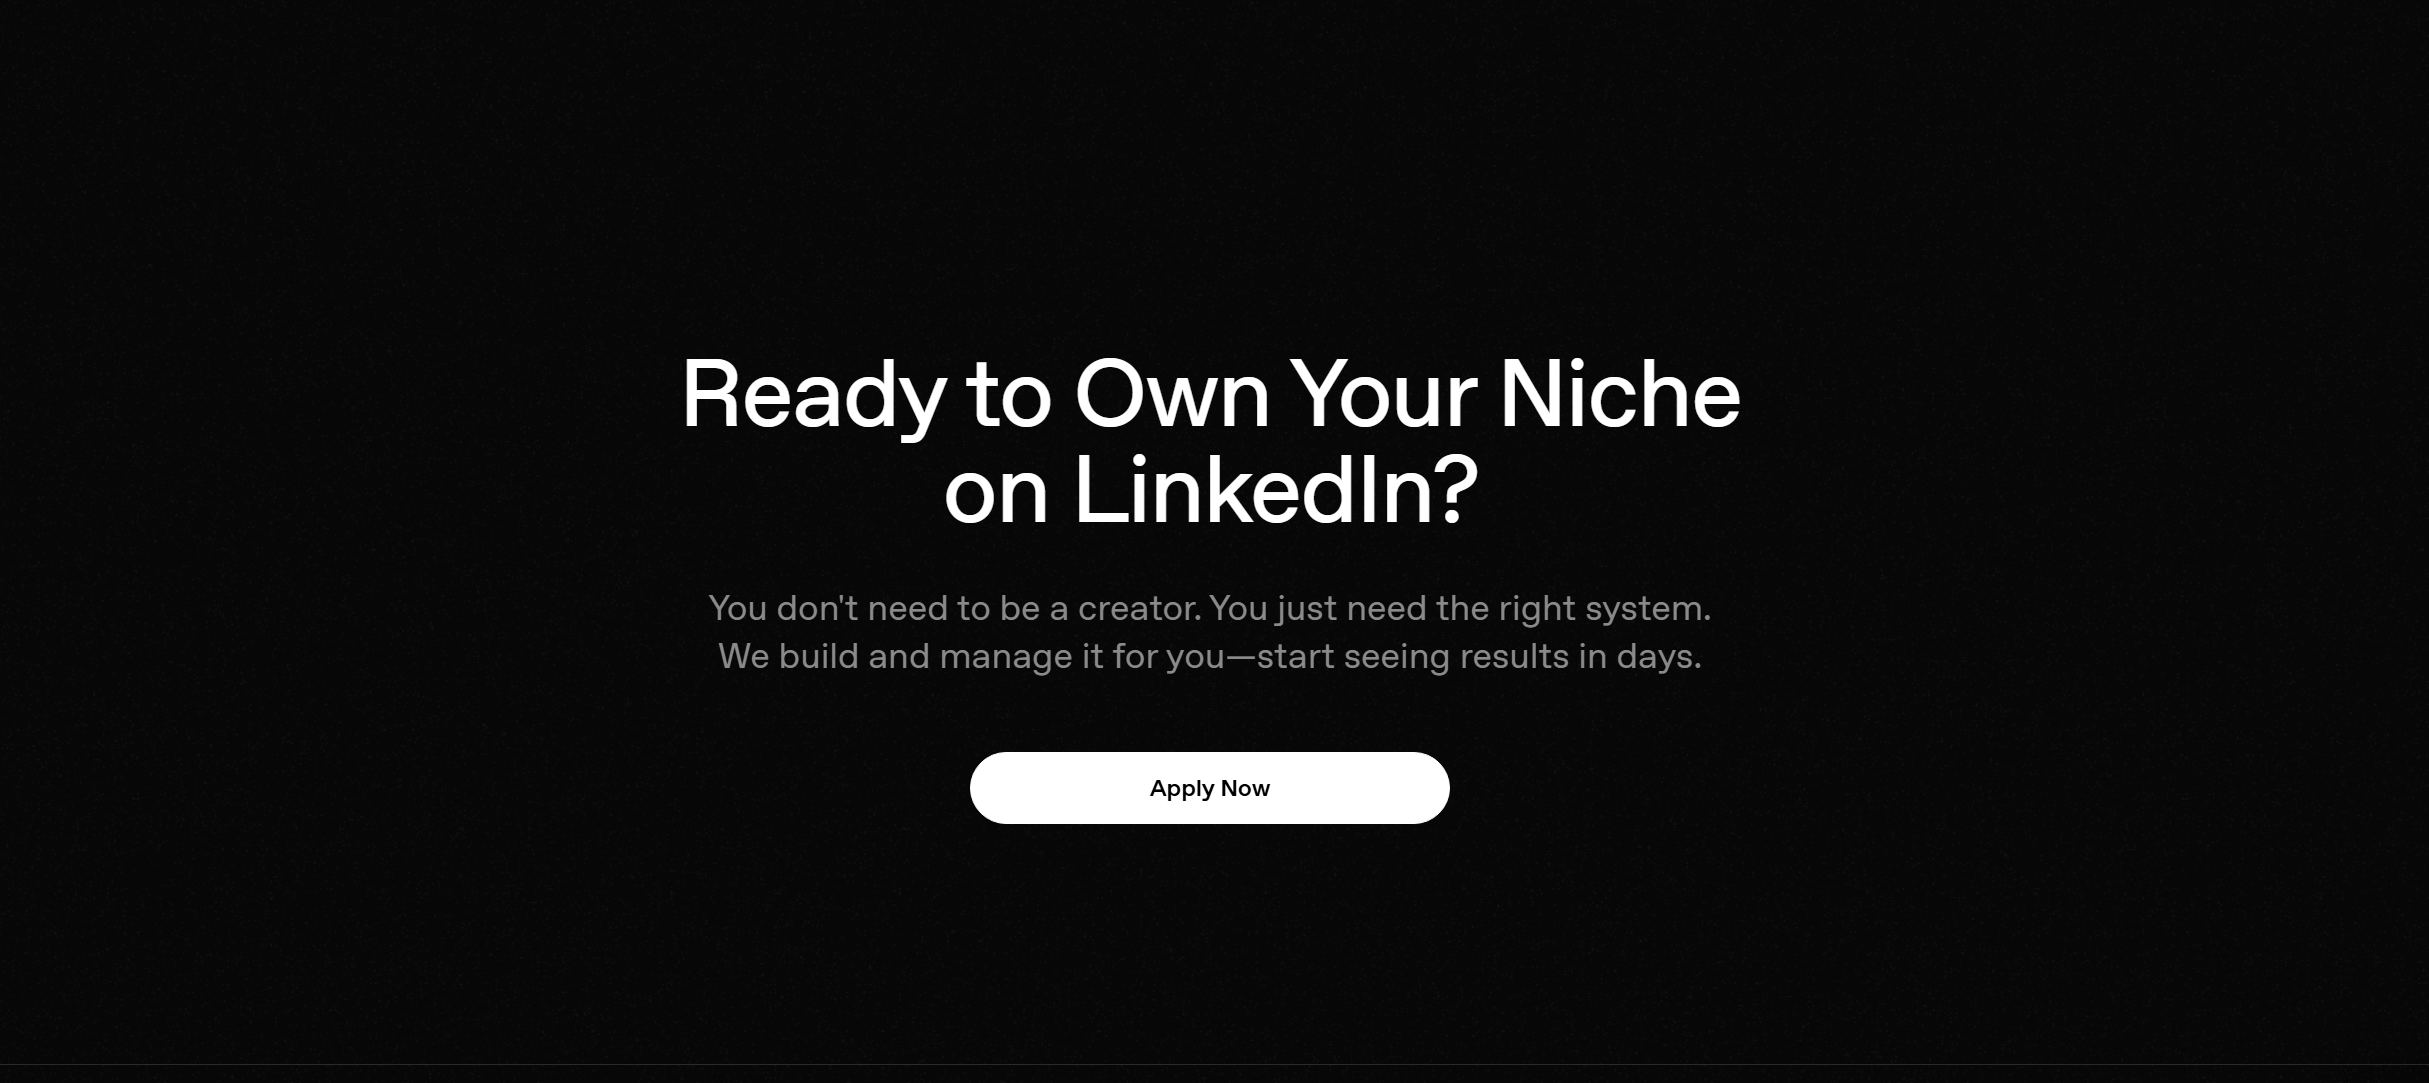 Ready to Own Your Niche
on LinkedIn?
You don't need to be a creator. You just need the right system.
We build and manage it for you—start seeing results in days.
Apply Now